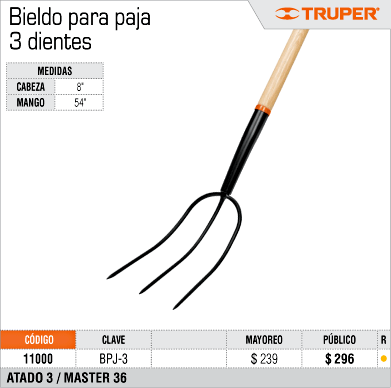 Bieldo para paja
3 dientes
TRUPER®
MEDIDAS
CABEZA 8"
MANGO 54"
CÓDIGO CLAVE MAYOREO PÚBLICO R
11000 BPJ-3 $ 239 $ 296
ATADO 3 / MASTER 36